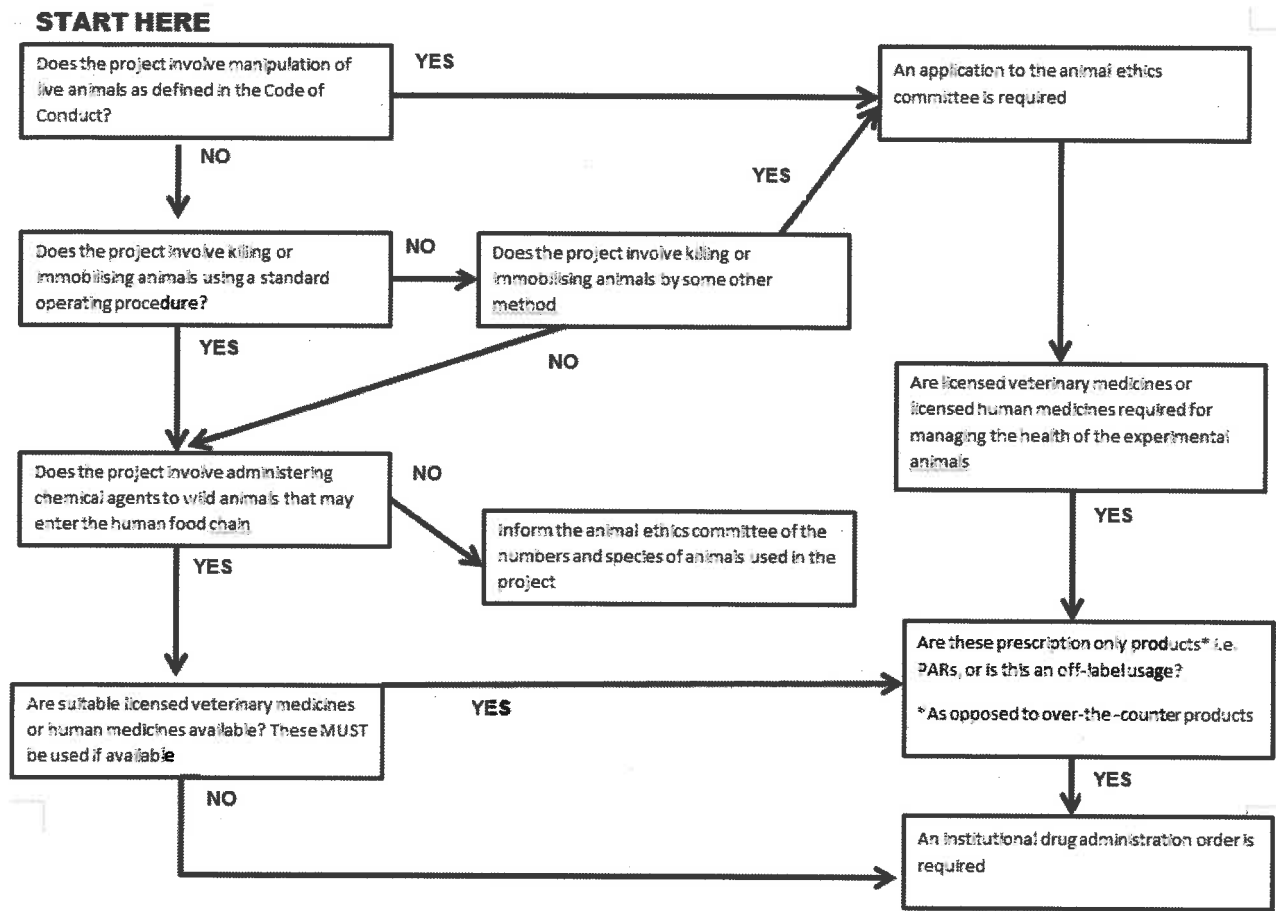 START HERE
Does the project involve manipulation of
live animals as defined in the Code of
Conduct?
YES
An application to the animal ethics
committee is required
NO
YES
Does the project involve killing or
immobilising animals using a standard
operating procedure?
NO
Does the project involve killing or
immobilising animals by some other
method
YES
NO
Are licensed veterinary medicines or
licensed human medicines required for
managing the health of the experimental
animals
Does the project involve administering
chemical agents to wild animals that may
enter the human food chain
NO
YES
Inform the animal ethics committee of the
numbers and species of animals used in the
project
YES
Are these prescription only products* i.e.
PARs, or is this an off-label usage?
*As opposed to over-the-counter products
Are suitable licensed veterinary medicines
or human medicines available? These MUST
be used if available
YES
YES
NO
An institutional drug administration order is
required